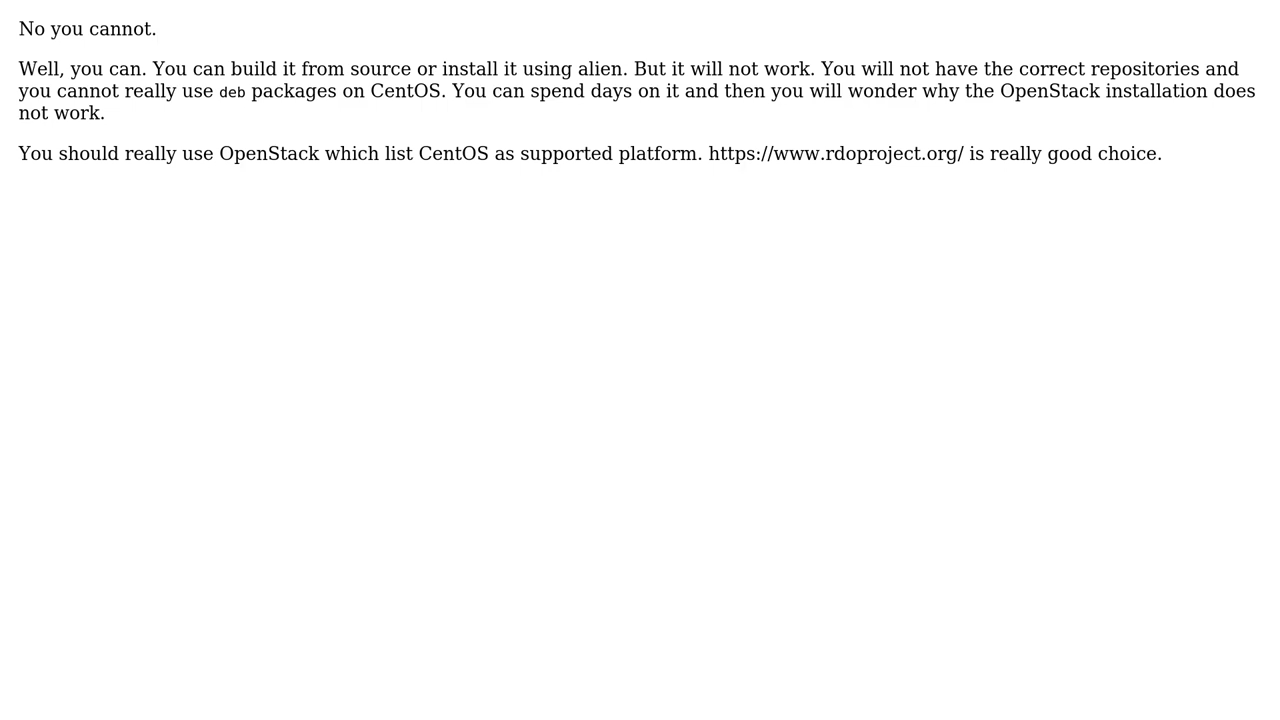 No you cannot.
Well, you can. You can build it from source or install it using alien. But it will not work. You will not have the correct repositories and
you cannot really use deb packages on CentOS. You can spend days on it and then you will wonder why the OpenStack installation does
not work.
You should really use OpenStack which list CentOS as supported platform. https://www.rdoproject.org/ is really good choice.